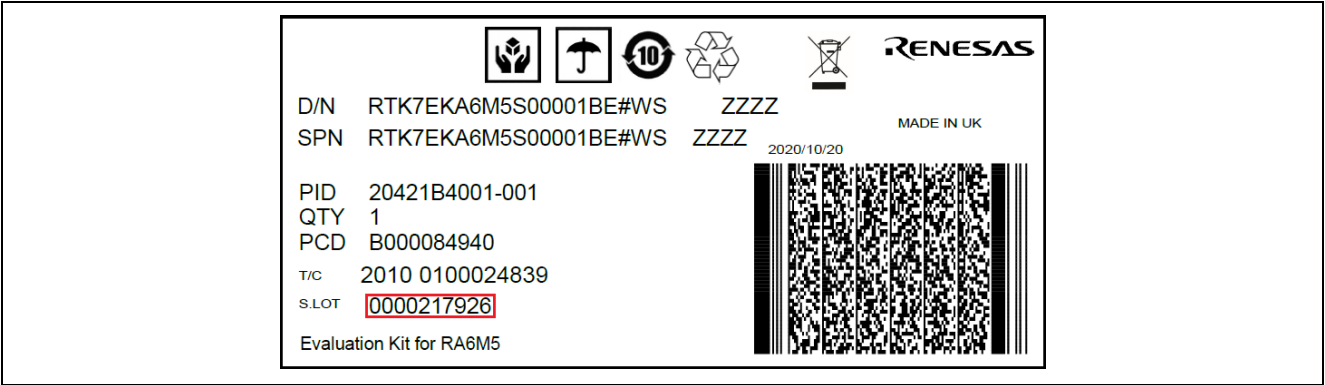 10
RENESAS
D/N RTK7EKA6M5S00001BE#WS ZZZZ
MADE IN UK
SPN RTK7EKA6M5S00001BE#WS ZZZZ
2020/10/20
PID 20421B4001-001
QTY 1
PCD B000084940
T/C 2010 0100024839
S.LOT 0000217926
Evaluation Kit for RA6M5